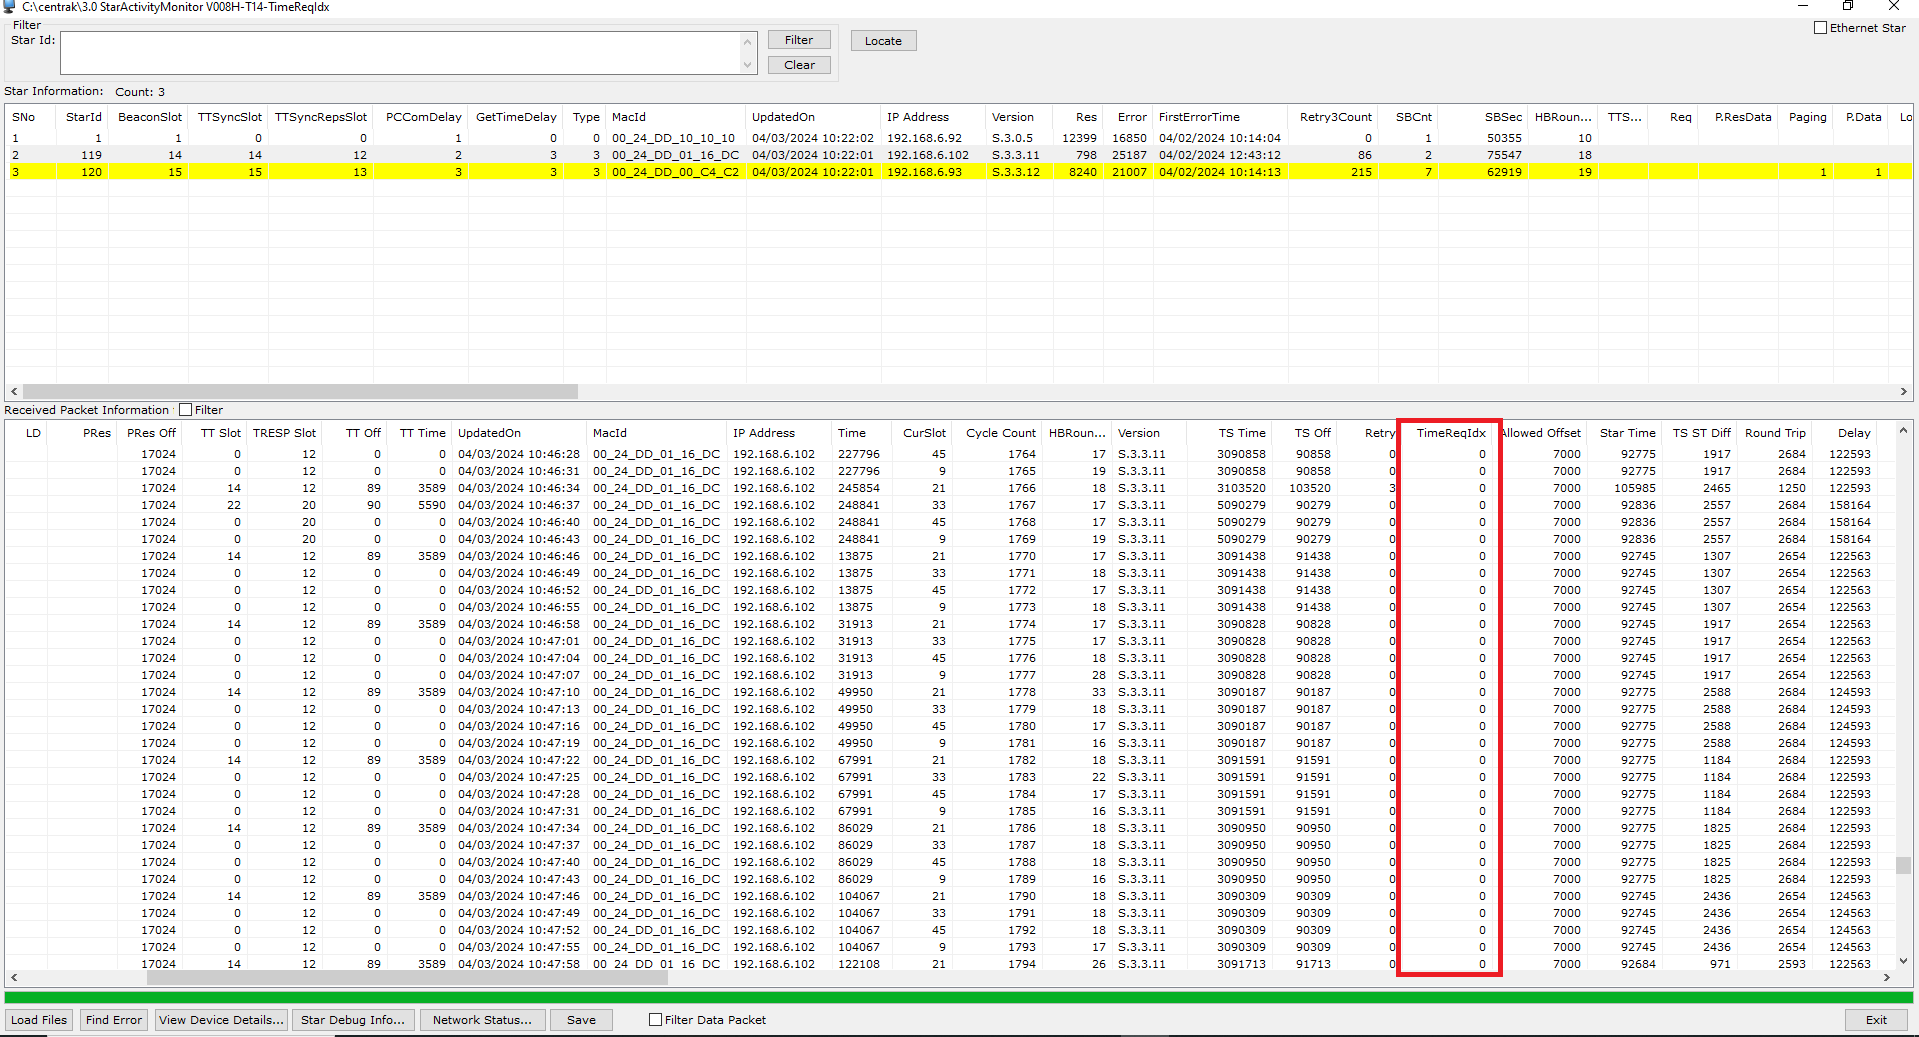 C:\centrak\3.0 StarActivityMonitor V008H-T14-TimeReqIdx
Filter
Ethernet Star
Star Id: Filter Locate
Clear
Star Information: Count: 3
SNo StarId BeaconSlot TTSyncSlot TTSyncRepsSlot PCComDelay GetTimeDelay Type MacId UpdatedOn IP Address Version Res Error FirstErrorTime Retry3Count SBCnt SBSec HBRoun... TTS... Req P.ResData Paging P.Data Lo
1 1 1 0 0 1 0 0 00_24_DD_10_10_10 04/03/2024 10:22:02 192.168.6.92 S.3.0.5 12399 16850 04/02/2024 10:14:04 0 1 50355 10
2 119 14 14 12 2 3 3 00_24_DD_01_16_DC 04/03/2024 10:22:01 192.168.6.102 S.3.3.11 798 25187 04/02/2024 12:43:12 86 2 75547 18
3 120 15 15 13 3 3 3 00_24_DD_00_C4_C2 04/03/2024 10:22:01 192.168.6.93 S.3.3.12 8240 21007 04/02/2024 10:14:13 215 7 62919 19 1 1
Received Packet Information Filter
LD PRes PRes Off TT Slot TRESP Slot TT Off TT Time UpdatedOn MacId IP Address Time CurSlot Cycle Count HBRoun... Version TS Time TS Off Retry TimeReqIdx Allowed Offset Star Time TS ST Diff Round Trip Delay
17024 0 12 0 0 04/03/2024 10:46:28 00_24_DD_01_16_DC 192.168.6.102 227796 45 1764 17 S.3.3.11 3090858 90858 0 0 7000 92775 1917 2684 122593
17024 0 12 0 0 04/03/2024 10:46:31 00_24_DD_01_16_DC 192.168.6.102 227796 9 1765 19 S.3.3.11 3090858 90858 0 0 7000 92775 1917 2684 122593
17024 14 12 89 3589 04/03/2024 10:46:34 00_24_DD_01_16_DC 192.168.6.102 245854 21 1766 18 S.3.3.11 3103520 103520 3 0 7000 105985 2465 1250 122593
17024 22 20 90 5590 04/03/2024 10:46:37 00_24_DD_01_16_DC 192.168.6.102 248841 33 1767 17 S.3.3.11 5090279 90279 0 0 7000 92836 2557 2684 158164
17024 0 20 0 0 04/03/2024 10:46:40 00_24_DD_01_16_DC 192.168.6.102 248841 45 1768 17 S.3.3.11 5090279 90279 0 0 7000 92836 2557 2684 158164
17024 0 20 0 0 04/03/2024 10:46:43 00_24_DD_01_16_DC 192.168.6.102 248841 9 1769 19 S.3.3.11 5090279 90279 0 0 7000 92836 2557 2684 158164
17024 14 12 89 3589 04/03/2024 10:46:46 00_24_DD_01_16_DC 192.168.6.102 13875 21 1770 17 S.3.3.11 3091438 91438 0 0 7000 92745 1307 2654 122563
17024 0 12 0 0 04/03/2024 10:46:49 00_24_DD_01_16_DC 192.168.6.102 13875 33 1771 18 S.3.3.11 3091438 91438 0 0 7000 92745 1307 2654 122563
17024 0 12 0 0 04/03/2024 10:46:52 00_24_DD_01_16_DC 192.168.6.102 13875 45 1772 17 S.3.3.11 3091438 91438 0 0 7000 92745 1307 2654 122563
17024 0 12 0 0 04/03/2024 10:46:55 00_24_DD_01_16_DC 192.168.6.102 13875 9 1773 18 S.3.3.11 3091438 91438 0 0 7000 92745 1307 2654 122563
17024 14 12 89 3589 04/03/2024 10:46:58 00_24_DD_01_16_DC 192.168.6.102 31913 21 1774 17 S.3.3.11 3090828 90828 0 0 7000 92745 1917 2654 122563
17024 0 12 0 0 04/03/2024 10:47:01 00_24_DD_01_16_DC 192.168.6.102 31913 33 1775 17 S.3.3.11 3090828 90828 0 0 7000 92745 1917 2654 122563
17024 0 12 0 0 04/03/2024 10:47:04 00_24_DD_01_16_DC 192.168.6.102 31913 45 1776 18 S.3.3.11 3090828 90828 0 0 7000 92745 1917 2654 122563
17024 0 12 0 0 04/03/2024 10:47:07 00_24_DD_01_16_DC 192.168.6.102 31913 9 1777 28 S.3.3.11 3090828 90828 0 0 7000 92745 1917 2654 122563
17024 14 12 89 3589 04/03/2024 10:47:10 00_24_DD_01_16_DC 192.168.6.102 49950 21 1778 33 S.3.3.11 3090187 90187 0 0 7000 92775 2588 2684 124593
17024 0 12 0 0 04/03/2024 10:47:13 00_24_DD_01_16_DC 192.168.6.102 49950 33 1779 18 S.3.3.11 3090187 90187 0 0 7000 92775 2588 2684 124593
17024 0 12 0 0 04/03/2024 10:47:16 00_24_DD_01_16_DC 192.168.6.102 49950 45 1780 17 S.3.3.11 3090187 90187 0 0 7000 92775 2588 2684 124593
17024 0 12 0 0 04/03/2024 10:47:19 00_24_DD_01_16_DC 192.168.6.102 49950 9 1781 16 S.3.3.11 3090187 90187 0 0 7000 92775 2588 2684 124593
17024 14 12 89 3589 04/03/2024 10:47:22 00_24_DD_01_16_DC 192.168.6.102 67991 21 1782 18 S.3.3.11 3091591 91591 0 0 7000 92775 1184 2684 122593
17024 0 12 0 0 04/03/2024 10:47:25 00_24_DD_01_16_DC 192.168.6.102 67991 33 1783 22 S.3.3.11 3091591 91591 0 0 7000 92775 1184 2684 122593
17024 0 12 0 0 04/03/2024 10:47:28 00_24_DD_01_16_DC 192.168.6.102 67991 45 1784 17 S.3.3.11 3091591 91591 0 0 7000 92775 1184 2684 122593
17024 0 12 0 0 04/03/2024 10:47:31 00_24_DD_01_16_DC 192.168.6.102 67991 9 1785 16 S.3.3.11 3091591 91591 0 0 7000 92775 1184 2684 122593
17024 14 12 89 3589 04/03/2024 10:47:34 00_24_DD_01_16_DC 192.168.6.102 86029 21 1786 18 S.3.3.11 3090950 90950 0 0 7000 92775 1825 2684 122593
17024 0 12 0 0 04/03/2024 10:47:37 00_24_DD_01_16_DC 192.168.6.102 86029 33 1787 18 S.3.3.11 3090950 90950 0 0 7000 92775 1825 2684 122593
17024 0 12 0 0 04/03/2024 10:47:40 00_24_DD_01_16_DC 192.168.6.102 86029 45 1788 18 S.3.3.11 3090950 90950 0 0 7000 92775 1825 2684 122593
17024 0 12 0 0 04/03/2024 10:47:43 00_24_DD_01_16_DC 192.168.6.102 86029 9 1789 16 S.3.3.11 3090950 90950 0 0 7000 92775 1825 2684 122593
17024 14 12 89 3589 04/03/2024 10:47:46 00_24_DD_01_16_DC 192.168.6.102 104067 21 1790 18 S.3.3.11 3090309 90309 0 0 7000 92745 2436 2654 124563
17024 0 12 0 0 04/03/2024 10:47:49 00_24_DD_01_16_DC 192.168.6.102 104067 33 1791 18 S.3.3.11 3090309 90309 0 0 7000 92745 2436 2654 124563
17024 0 12 0 0 04/03/2024 10:47:52 00_24_DD_01_16_DC 192.168.6.102 104067 45 1792 18 S.3.3.11 3090309 90309 0 0 7000 92745 2436 2654 124563
17024 0 12 0 0 04/03/2024 10:47:55 00_24_DD_01_16_DC 192.168.6.102 104067 9 1793 17 S.3.3.11 3090309 90309 0 0 7000 92745 2436 2654 124563
17024 14 12 89 3589 04/03/2024 10:47:58 00_24_DD_01_16_DC 192.168.6.102 122108 21 1794 26 S.3.3.11 3091713 91713 0 0 7000 92684 971 2593 122563
Load Files Find Error View Device Details... Star Debug Info... Network Status... Save Filter Data Packet Exit